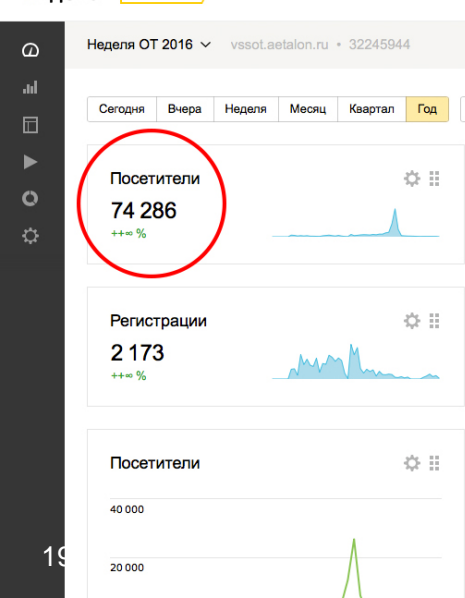 Неделя ОТ 2016 vssot.aetalon.ru • 32245944
Сегодня Вчера Неделя Месяц Квартал Год
Посетители
74 286
++∞ %
Регистрации
2 173
++∞ %
Посетители
40 000
19
20 000